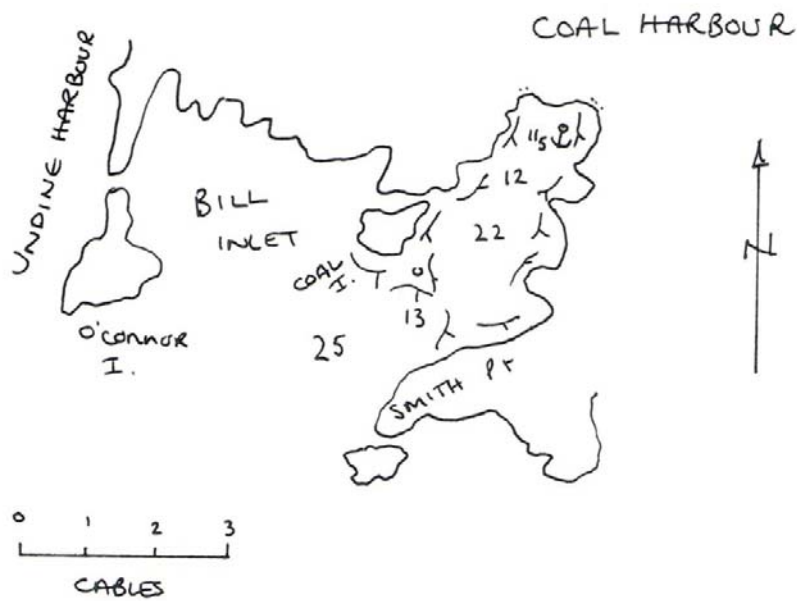 COAL HARBOUR
UNDINE HARBOUR
11s
12
BILL
INLET
22
N
COAL
I.
13
25
O'CONNOR
I.
SMITH Pt
0 1 2 3
CABLES